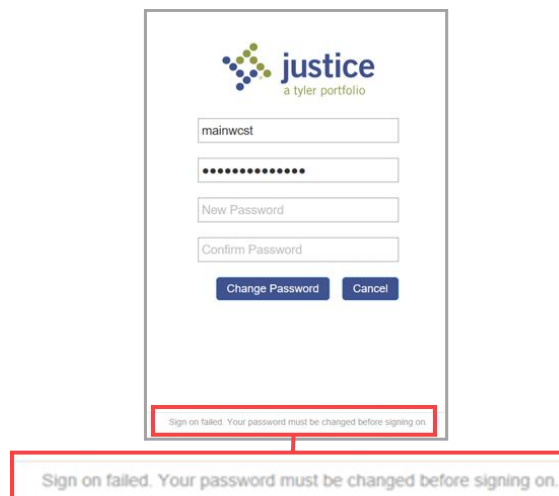 justice
a tyler portfolio
mainwcst
New Password
Confirm Password
Change Password Cancel
Sign on failed. Your password must be changed before signing on.
Sign on failed. Your password must be changed before signing on.